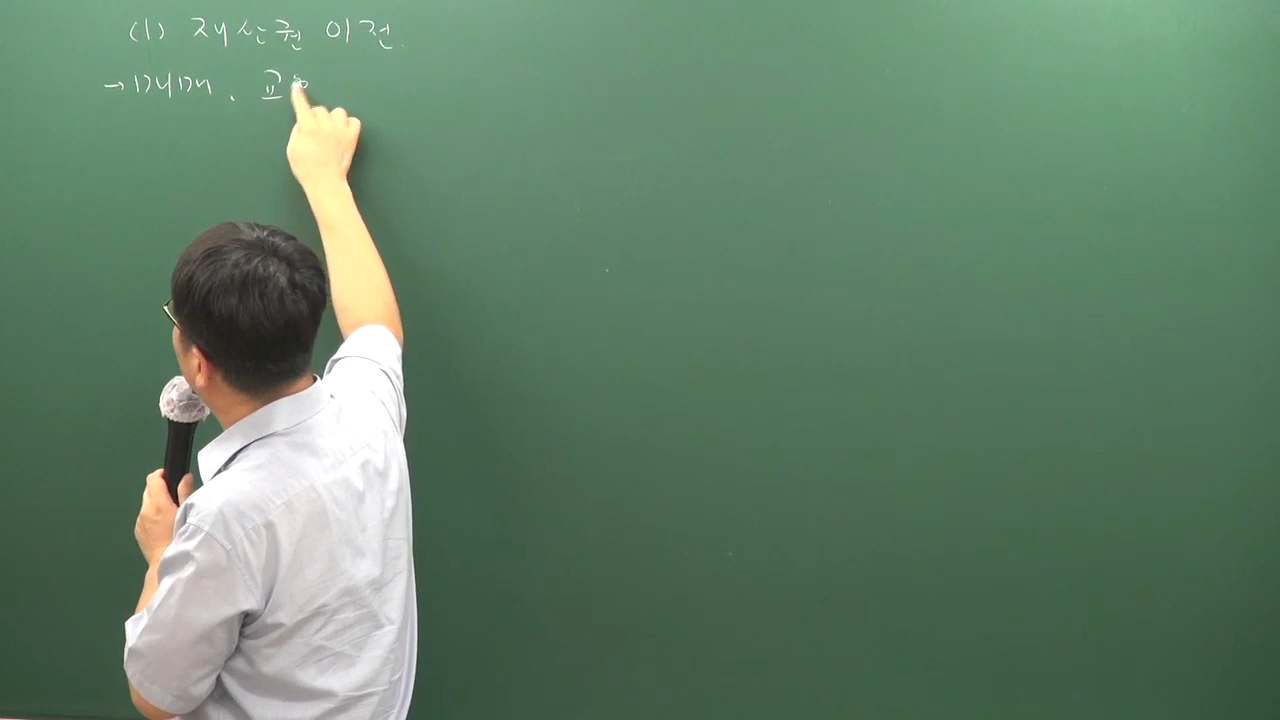 (1) 재산권 이전
→ 매매. 교